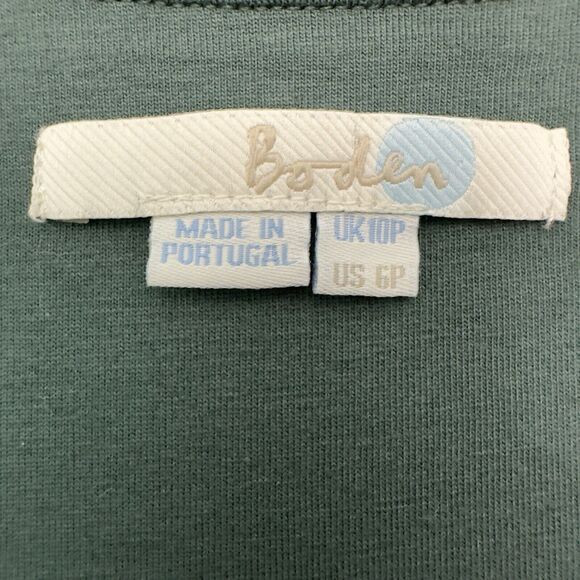 Boden
MADE IN
PORTUGAL
UK10P
US 6P